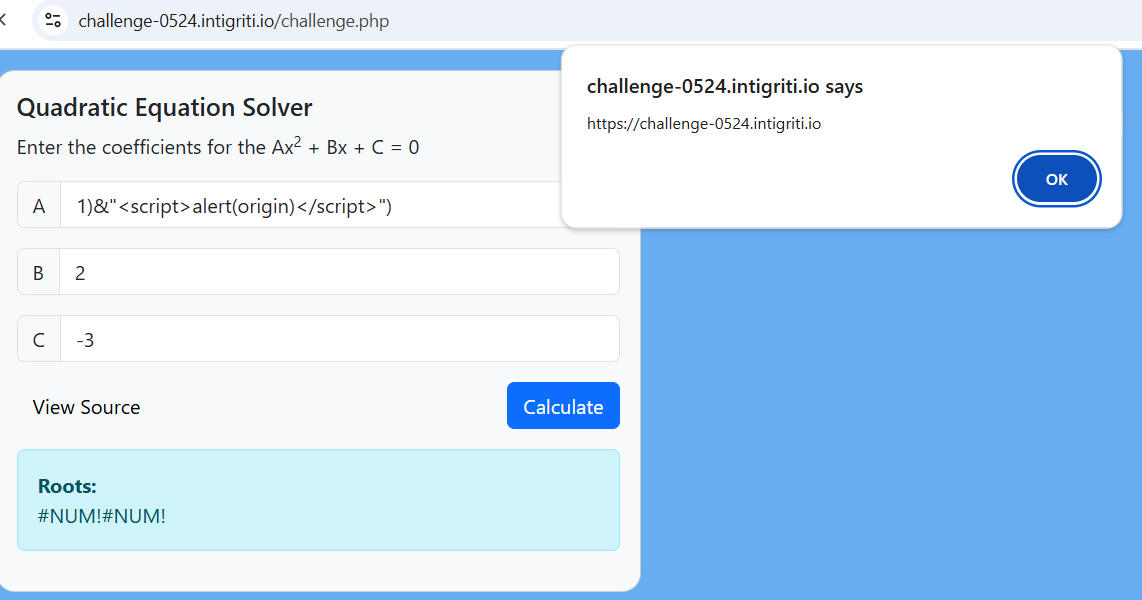 challenge-0524.intigriti.io/challenge.php
challenge-0524.intigriti.io says
https://challenge-0524.intigriti.io
OK
Quadratic Equation Solver
Enter the coefficients for the Ax² + Bx + C = 0
A 1)&"<script>alert(origin)</script>")
B 2
C -3
View Source Calculate
Roots:
#NUM!#NUM!